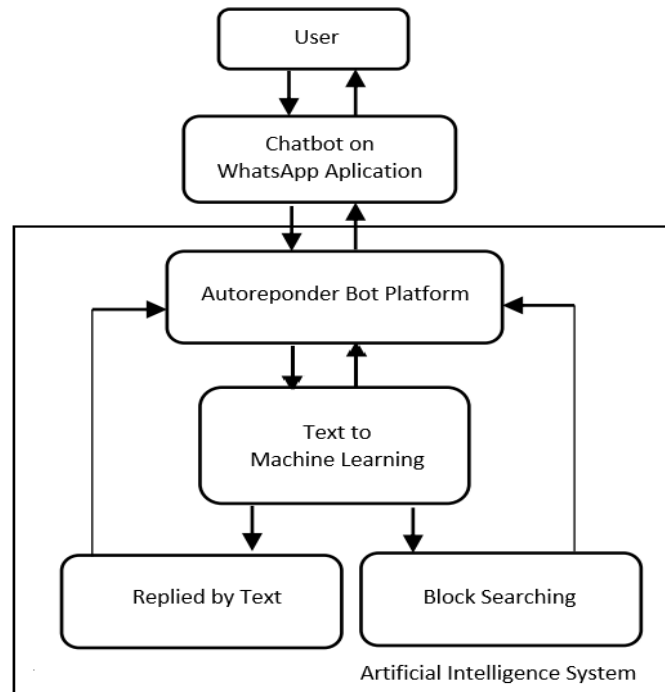 User
Chatbot on
WhatsApp Aplication
Autoreponder Bot Platform
Text to
Machine Learning
Replied by Text
Block Searching
Artificial Intelligence System